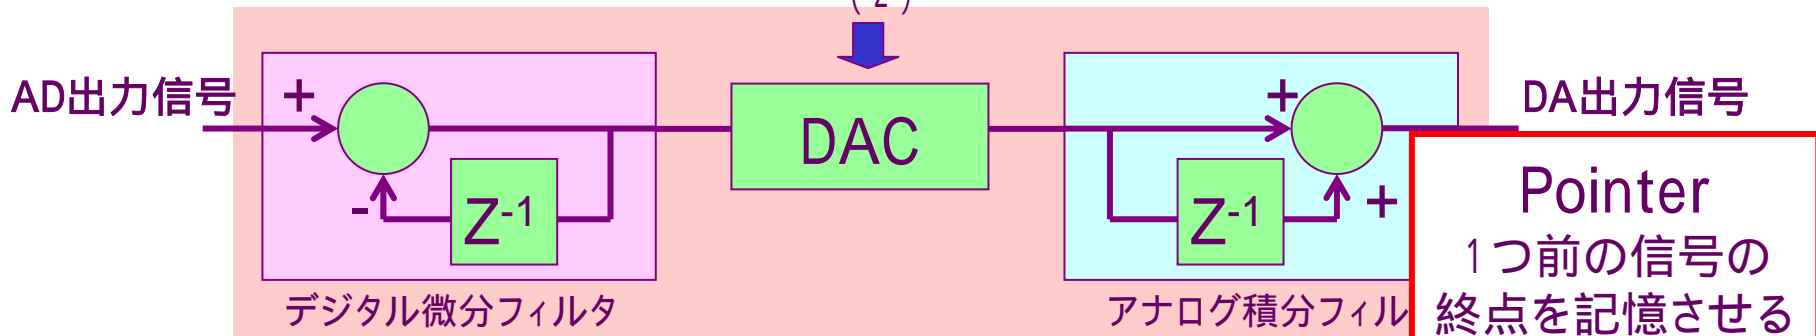 ( z )
AD出力信号
+
-
Z-1
デジタル微分フィルタ
DAC
+
+
Z-1
アナログ積分フィル
DA出力信号
Pointer
1つ前の信号の
終点を記憶させる